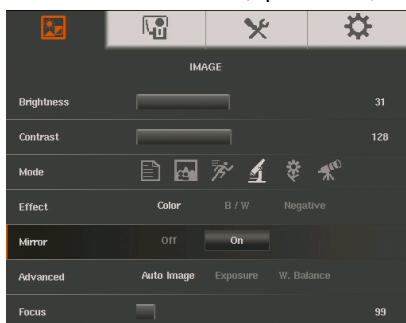 IMAGE
Brightness 31
Contrast 128
Mode
Effect Color B / W Negative
Mirror Off On
Advanced Auto Image Exposure W. Balance
Focus 99